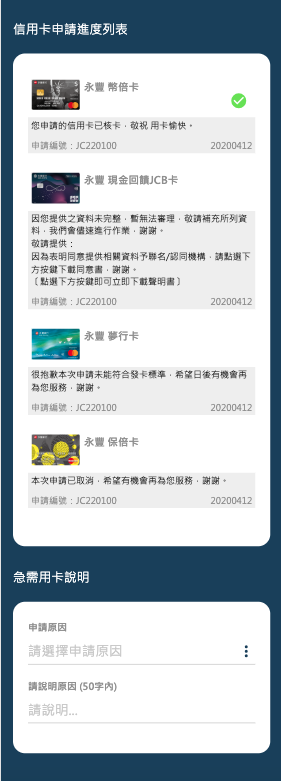 信用卡申請進度列表
永豐 幣倍卡
您申請的信用卡已核卡，敬祝 用卡愉快。
申請編號：JC220100 20200412
永豐 現金回饋JCB卡
因您提供之資料未完整，暫無法審理，敬請補充所列資
料，我們會儘速進行作業，謝謝。
敬請提供：
因為表明同意提供相關資料予聯名/認同機構，請點選下
方按鍵下載同意書，謝謝。
〔點選下方按鍵即可立即下載聲明書〕
申請編號：JC220100 20200412
永豐 夢行卡
很抱歉本次申請未能符合發卡標準，希望日後有機會再
為您服務，謝謝。
申請編號：JC220100 20200412
永豐 保倍卡
本次申請已取消，希望有機會再為您服務，謝謝。
申請編號：JC220100 20200412
急需用卡說明
申請原因
請選擇申請原因
請說明原因 (50字內)
請說明...